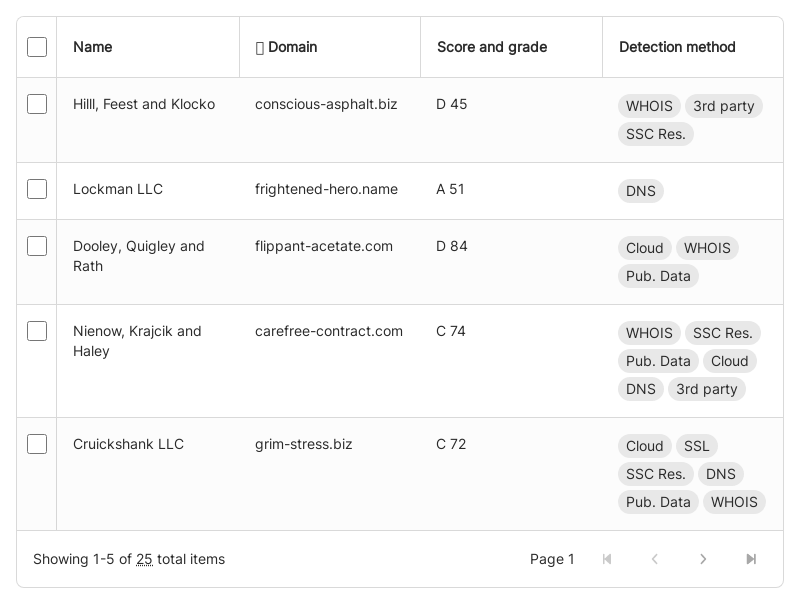 Name Domain Score and grade Detection method
Hilll, Feest and Klocko conscious-asphalt.biz D 45 WHOIS 3rd party
SSC Res.
Lockman LLC frightened-hero.name A 51 DNS
Dooley, Quigley and flippant-acetate.com D 84 Cloud WHOIS
Rath Pub. Data
Nienow, Krajcik and carefree-contract.com C 74 WHOIS SSC Res.
Haley Pub. Data Cloud
DNS 3rd party
Cruickshank LLC grim-stress.biz C 72 Cloud SSL
SSC Res. DNS
Pub. Data WHOIS
Showing 1-5 of 25 total items Page 1